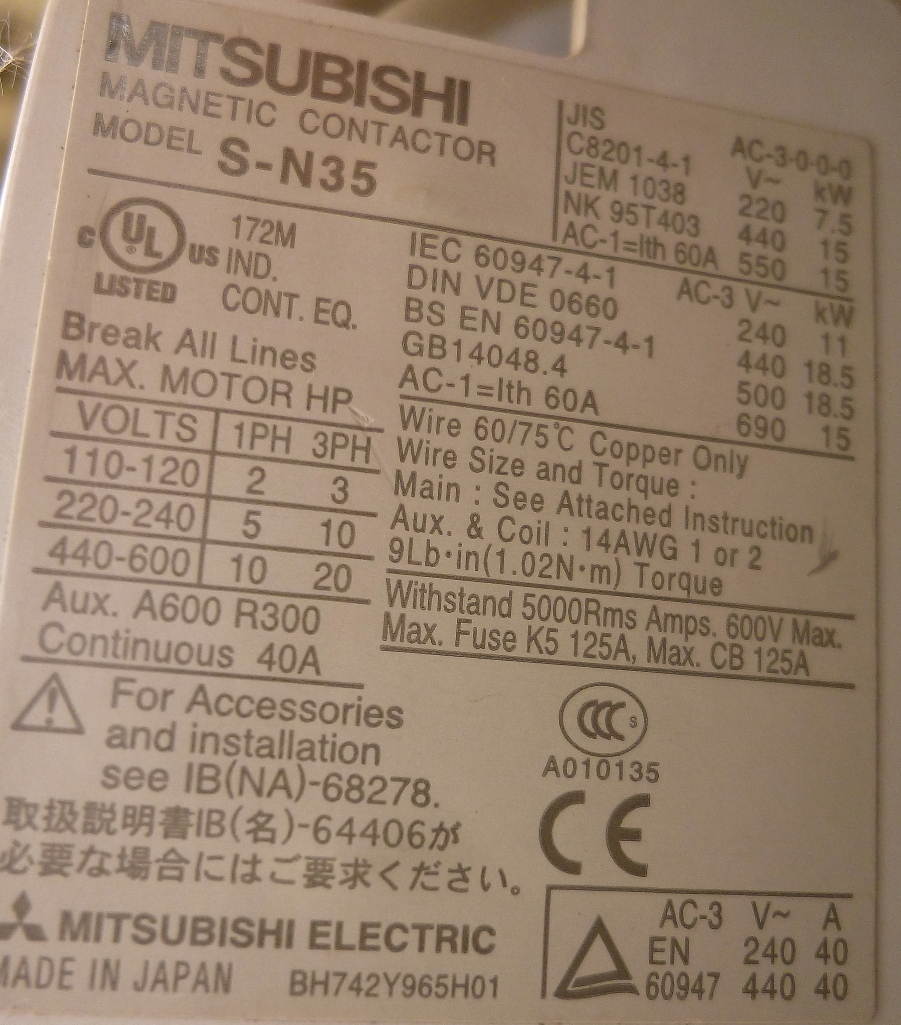 MITSUBISHI
MAGNETIC CONTACTOR
MODEL S-N35
JIS
C8201-4-1 AC-3-0-0-0
JEM 1038 V~ kW
NK 95T403 220 7.5
AC-1=Ith 60A 440 15
550 15
C UL ® US LISTED
172M
IND.
CONT. EQ.
IEC 60947-4-1
DIN VDE 0660 AC-3 V~ kW
BS EN 60947-4-1 240 11
GB14048.4 440 18.5
AC-1=Ith 60A 500 18.5
690 15
Break All Lines
MAX. MOTOR HP
VOLTS 1PH 3PH
110-120 2 3
220-240 5 10
440-600 10 20
Aux. A600 R300
Continuous 40A
Wire 60/75℃ Copper Only
Wire Size and Torque :
Main : See Attached Instruction
Aux. & Coil : 14AWG 1 or 2
9Lb·in(1.02N·m) Torque
Withstand 5000Rms Amps. 600V Max.
Max. Fuse K5 125A, Max. CB 125A
For Accessories
and installation
see IB(NA)-68278.
取扱説明書IB(名)-64406が
必要な場合にはご要求ください。
CCC S
A010135
CE
MITSUBISHI ELECTRIC
MADE IN JAPAN BH742Y965H01
AC-3 V~ A
EN 240 40
60947 440 40